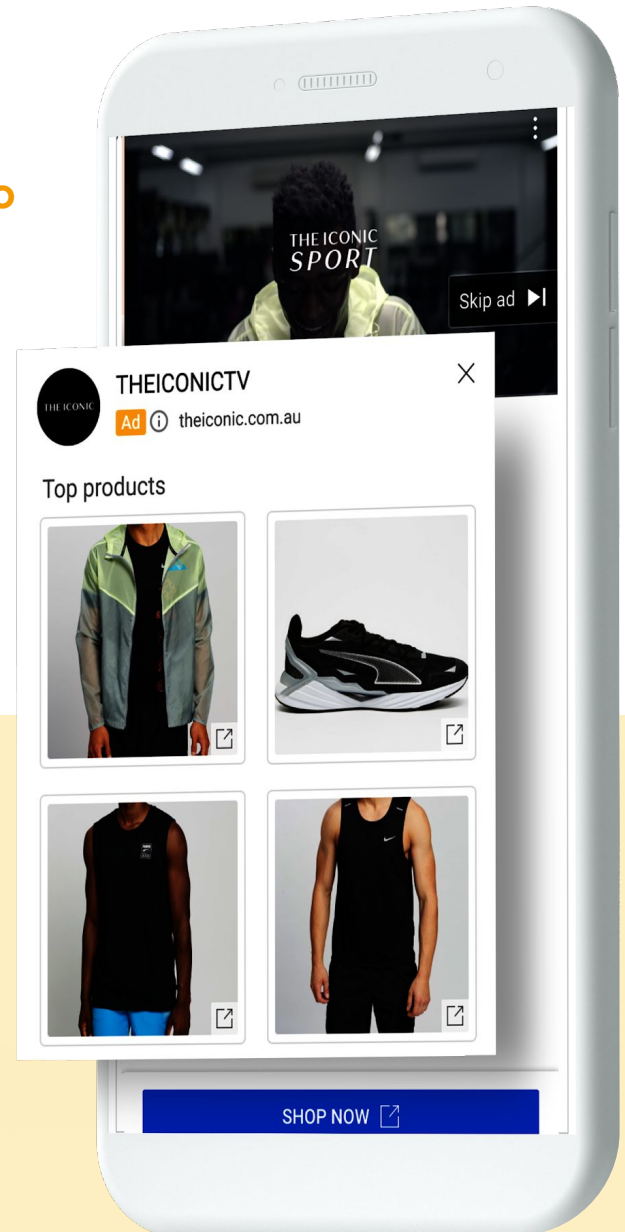 THE ICONIC
SPORT
Skip ad
THE ICONIC
THEICONICTV
Ad theiconic.com.au
Top products
SHOP NOW